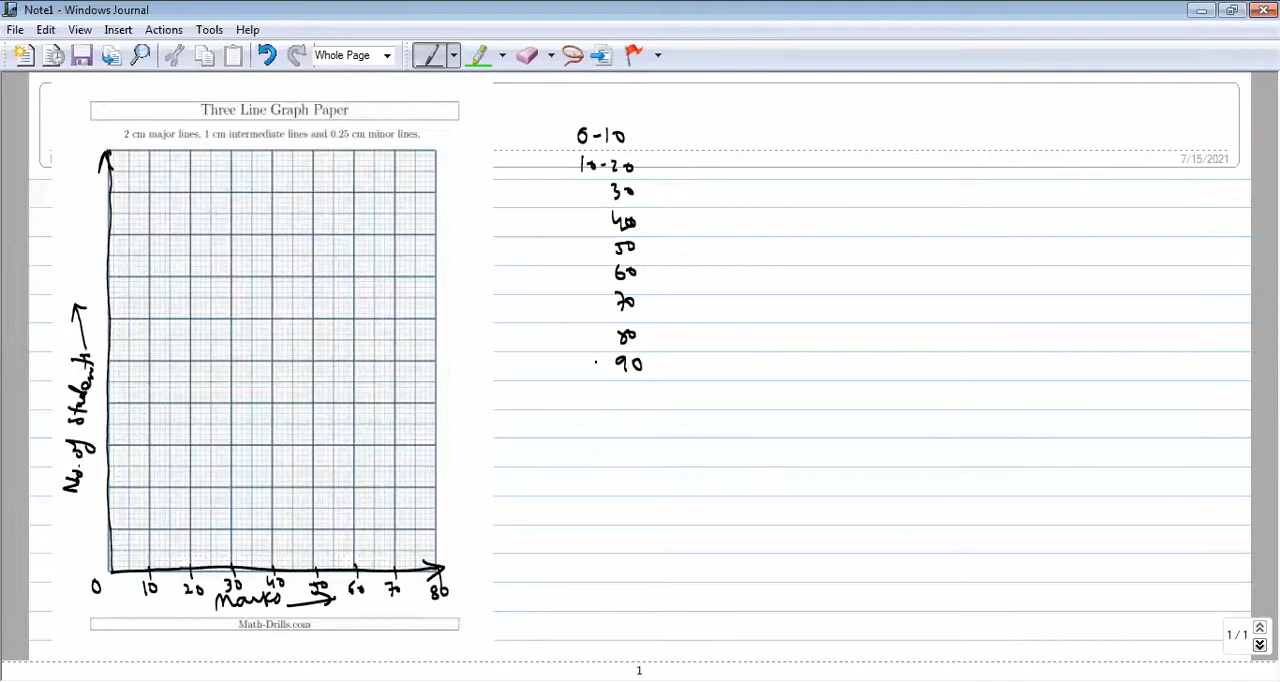 Note1 - Windows Journal
File Edit View Insert Actions Tools Help
Whole Page
Three Line Graph Paper
2 cm major lines, 1 cm intermediate lines and 0.25 cm minor lines.
7/15/2021
0-10
10-20
30
40
50
60
70
80
90
No. of students
0 10 20 30 40 50 60 70 80
Marks
Math-Drills.com
1 / 1
1